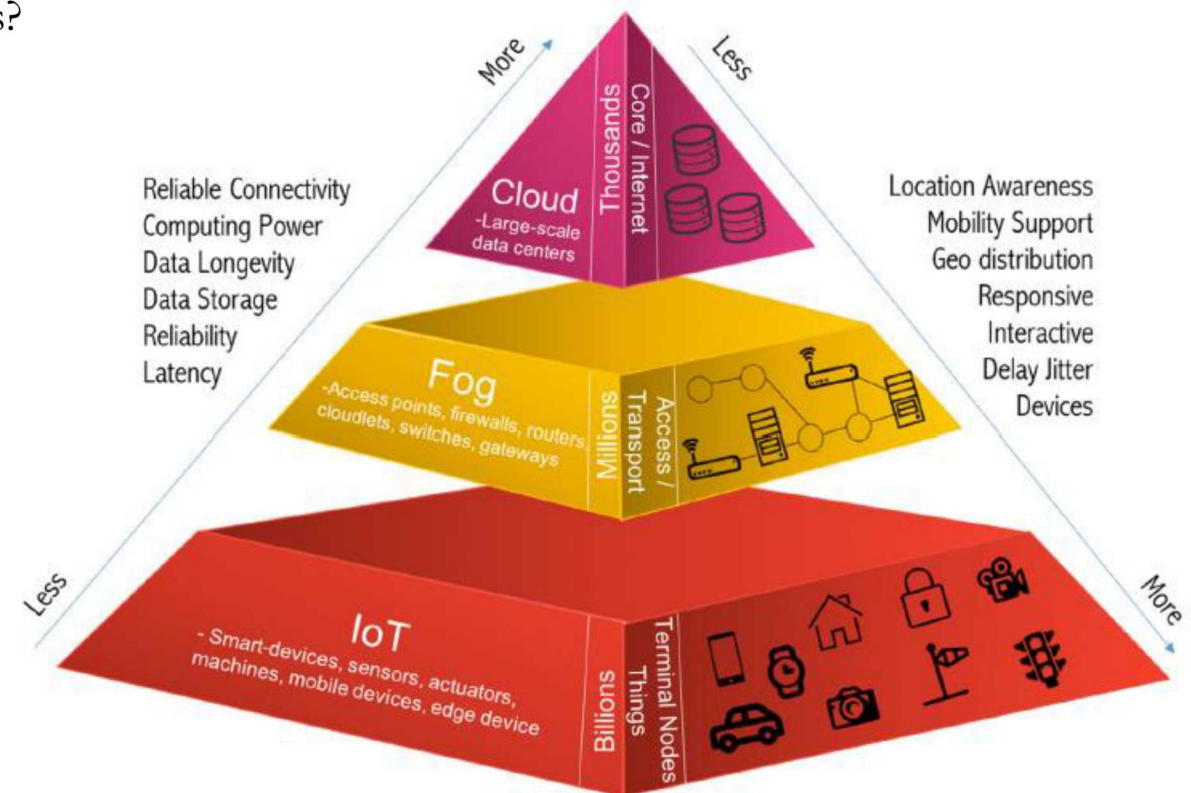 s?
More
Less
Reliable Connectivity
Computing Power
Data Longevity
Data Storage
Reliability
Latency
Location Awareness
Mobility Support
Geo distribution
Responsive
Interactive
Delay Jitter
Devices
Cloud
-Large-scale
data centers
Thousands
Core / Internet
Fog
-Access points, firewalls, routers,
cloudlets, switches, gateways
Millions
Access /
Transport
IoT
- Smart-devices, sensors, actuators,
machines, mobile devices, edge device
Billions
Terminal Nodes
Things
Less
More